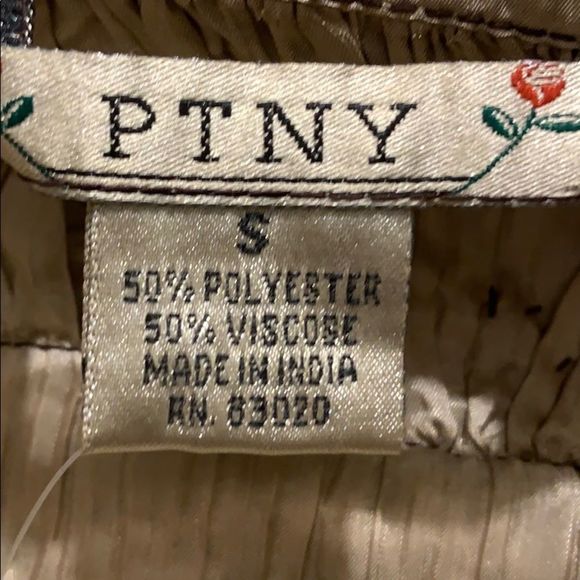 PTNY
S
50% POLYESTER
50% VISCOSE
MADE IN INDIA
RN. 83020